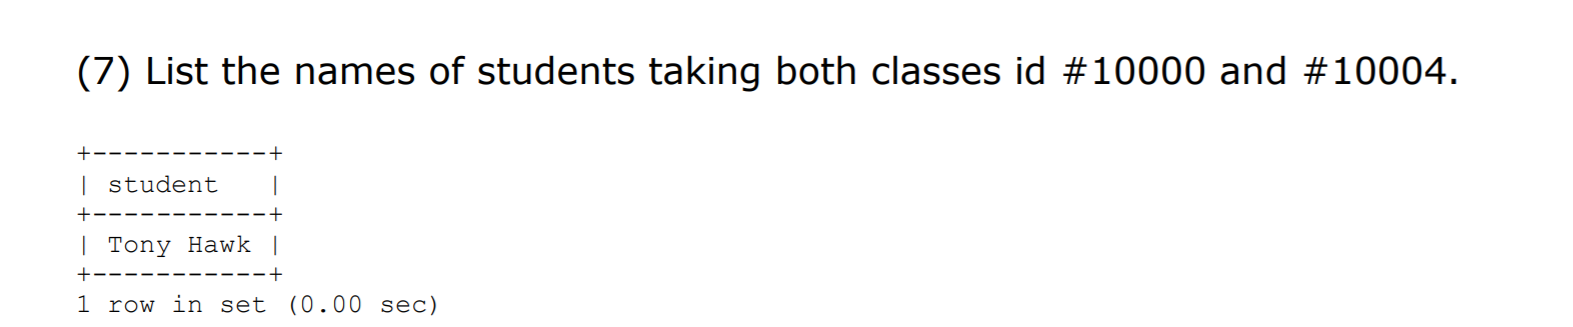 (7) List the names of students taking both classes id #10000 and #10004.
+-----------+
| student   |
+-----------+
| Tony Hawk |
+-----------+
1 row in set (0.00 sec)